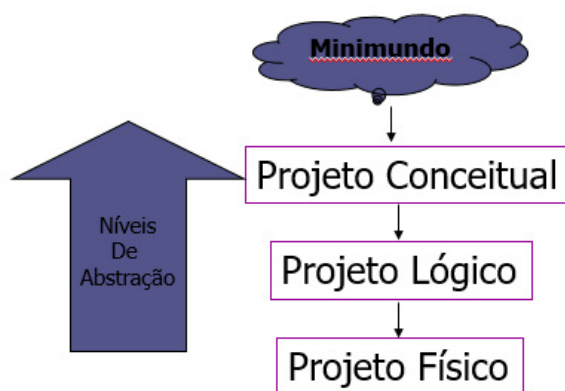 Minimundo
Projeto Conceitual
Níveis
De
Abstração
Projeto Lógico
Projeto Físico